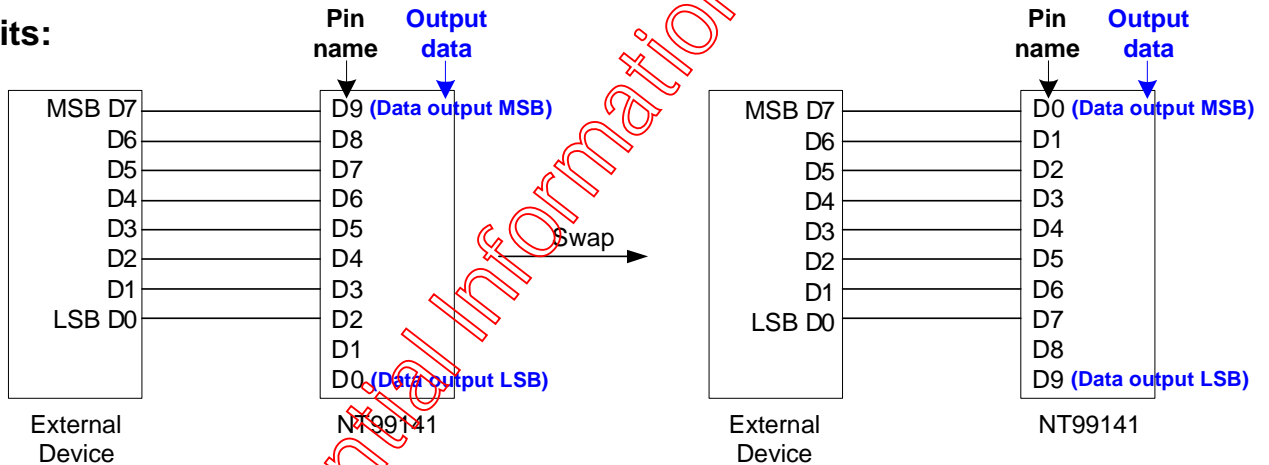 its:
Pin name
Output data
MSB D7
D6
D5
D4
D3
D2
D1
LSB D0
External Device
D9 (Data output MSB)
D8
D7
D6
D5
D4
D3
D2
D1
D0 (Data output LSB)
NT99141
Swap
Pin name
Output data
MSB D7
D6
D5
D4
D3
D2
D1
LSB D0
External Device
D0 (Data output MSB)
D1
D2
D3
D4
D5
D6
D7
D8
D9 (Data output LSB)
NT99141
ntial Information